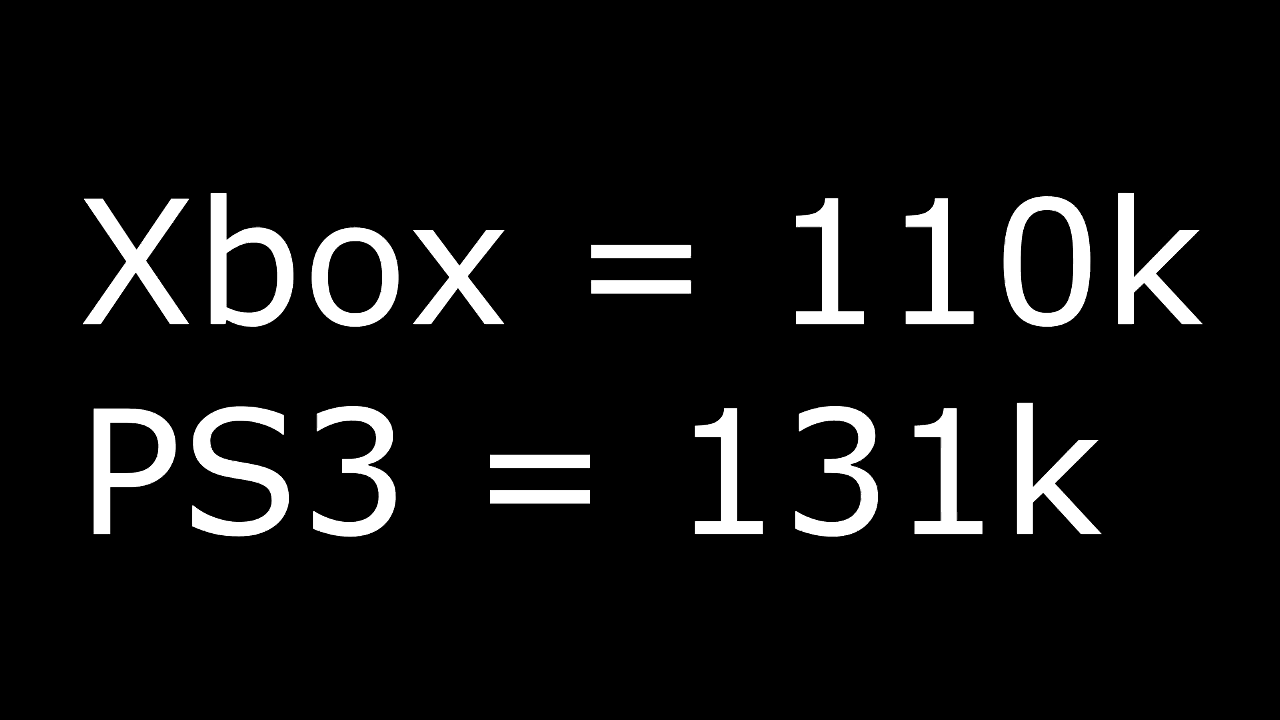 Xbox = 110k
PS3 = 131k